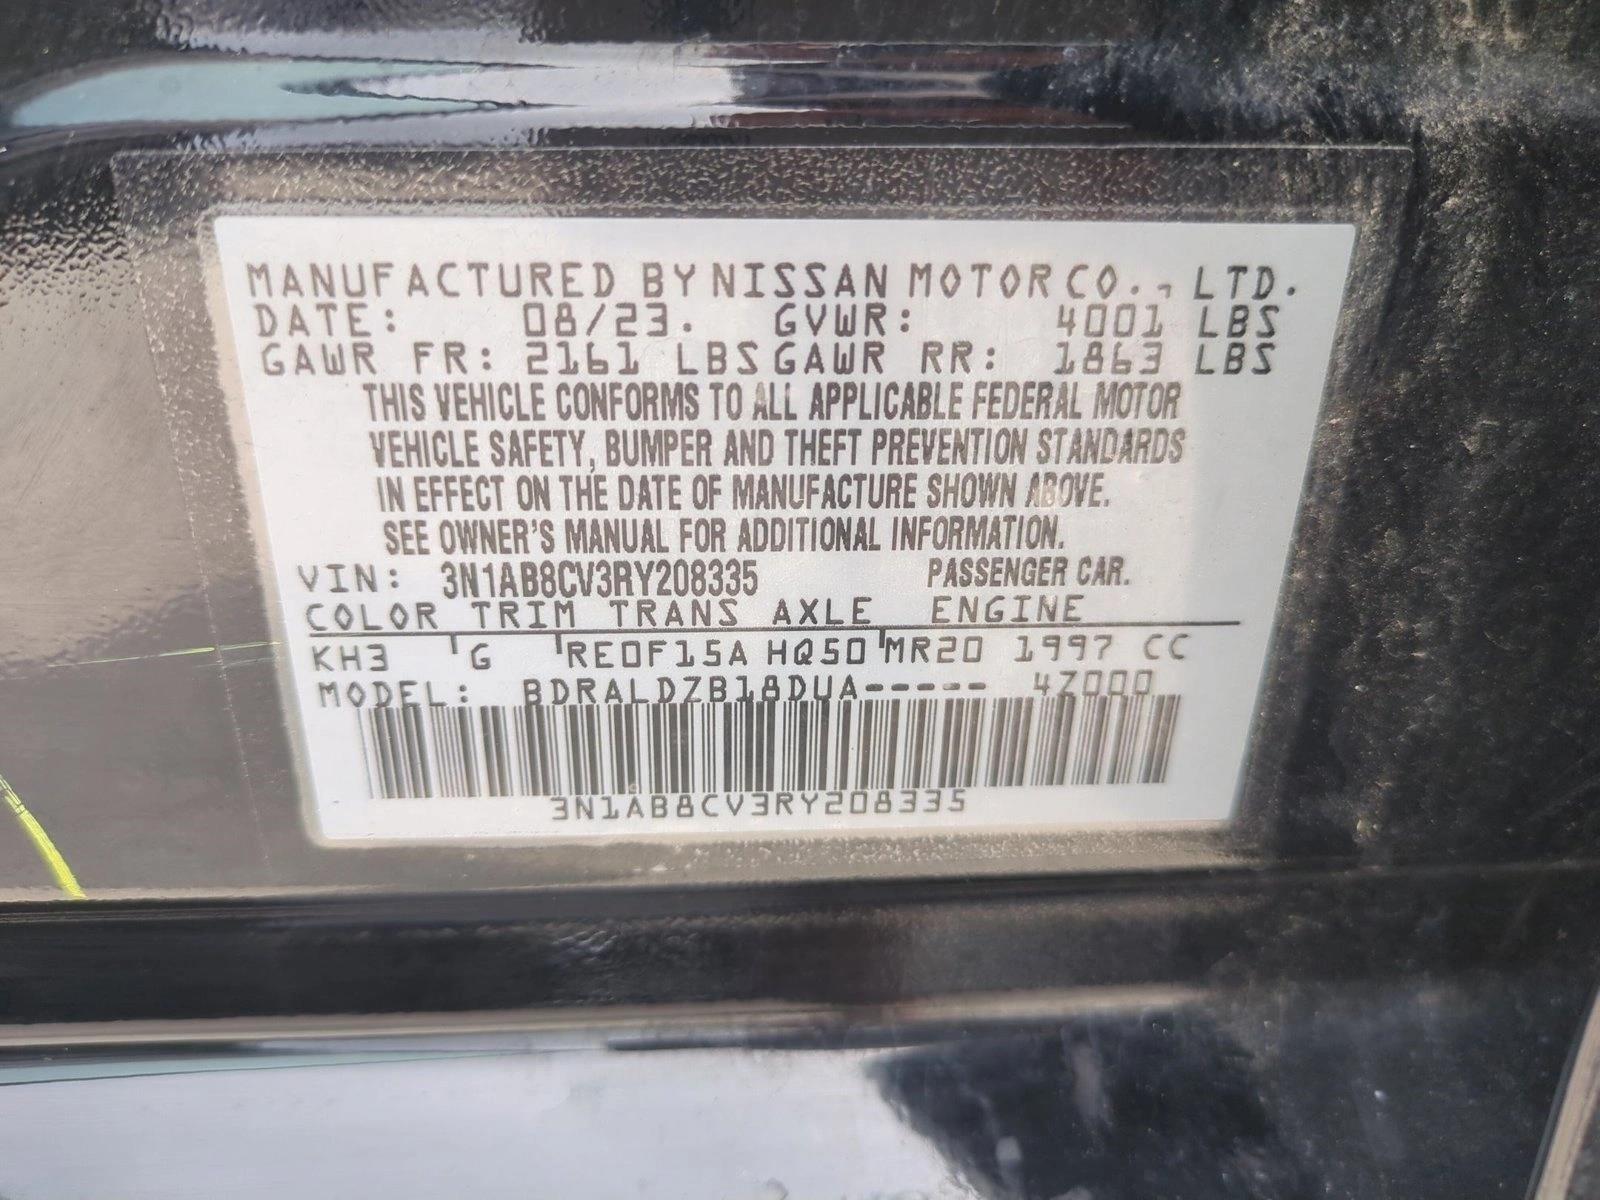 MANUFACTURED BY NISSAN MOTOR CO., LTD.
DATE: 08/23. GVWR: 4001 LBS
GAWR FR: 2161 LBS GAWR RR: 1863 LBS
THIS VEHICLE CONFORMS TO ALL APPLICABLE FEDERAL MOTOR
VEHICLE SAFETY, BUMPER AND THEFT PREVENTION STANDARDS
IN EFFECT ON THE DATE OF MANUFACTURE SHOWN ABOVE.
SEE OWNER'S MANUAL FOR ADDITIONAL INFORMATION.
VIN: 3N1AB8CV3RY208335 PASSENGER CAR.
COLOR TRIM TRANS AXLE ENGINE
KH3 G RE0F15A HQ50 MR20 1997 CC
MODEL: BDRALDZB18DUA----- 4Z000
3N1AB8CV3RY208335